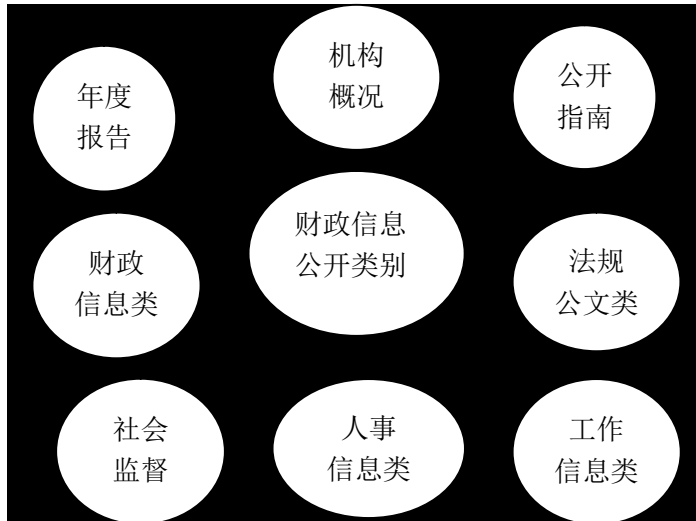 机构
概况
年度
报告
公开
指南
财政信息
公开类别
财政
信息类
法规
公文类
社会
监督
人事
信息类
工作
信息类